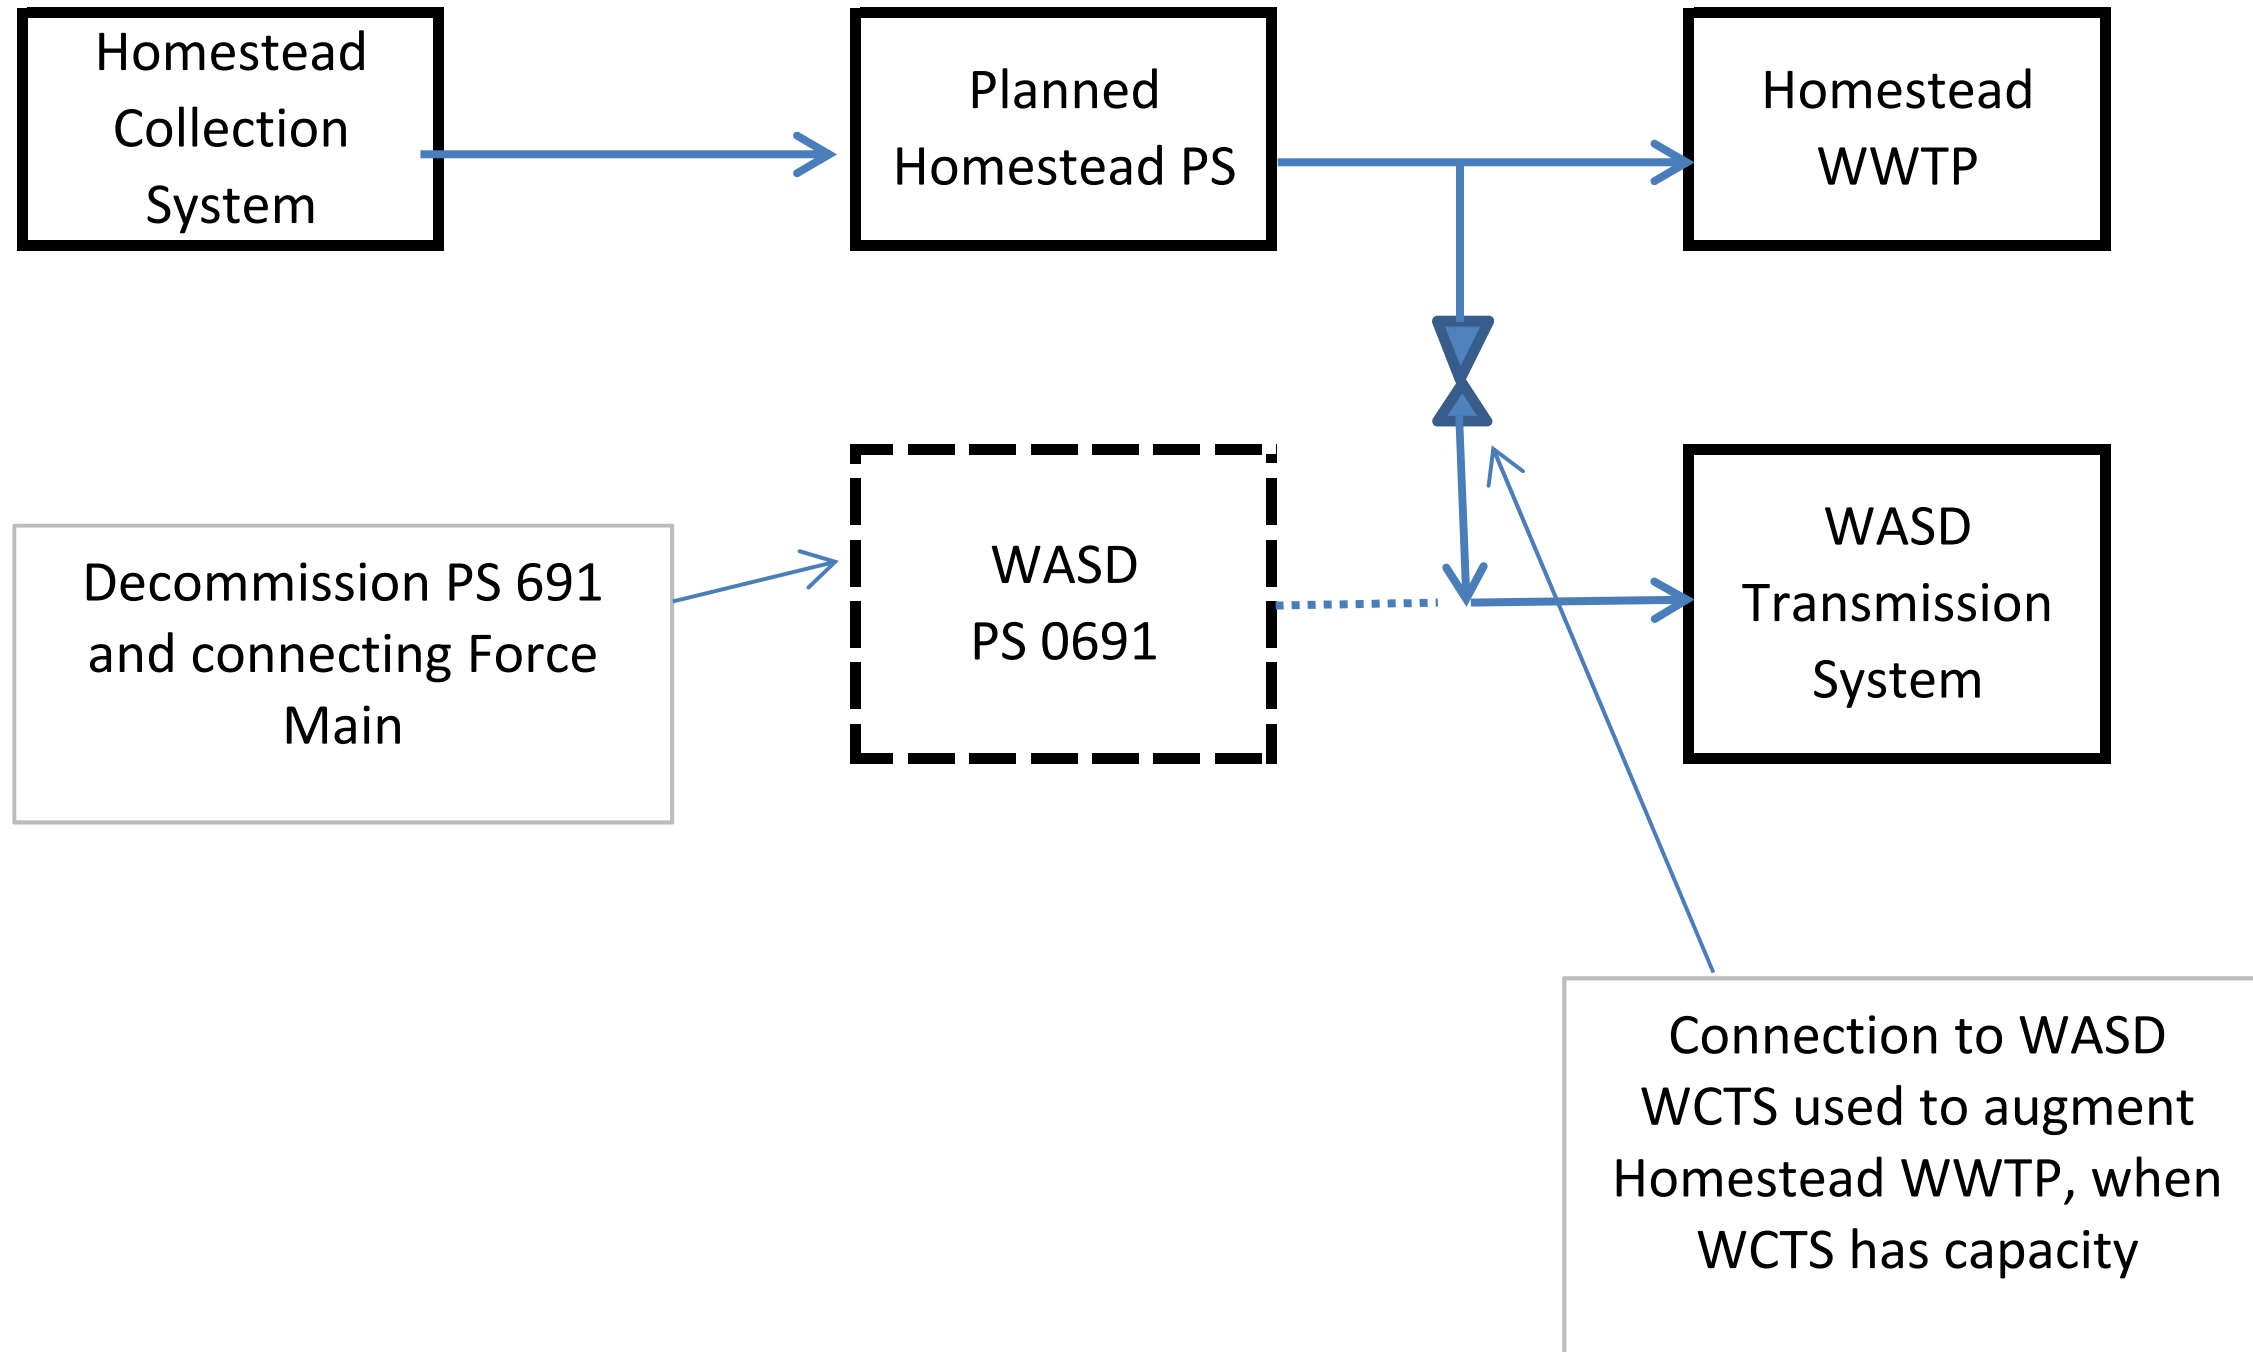 Homestead
Collection
System
Planned
Homestead PS
Homestead
WWTP
Decommission PS 691
and connecting Force
Main
WASD
PS 0691
WASD
Transmission
System
Connection to WASD
WCTS used to augment
Homestead WWTP, when
WCTS has capacity